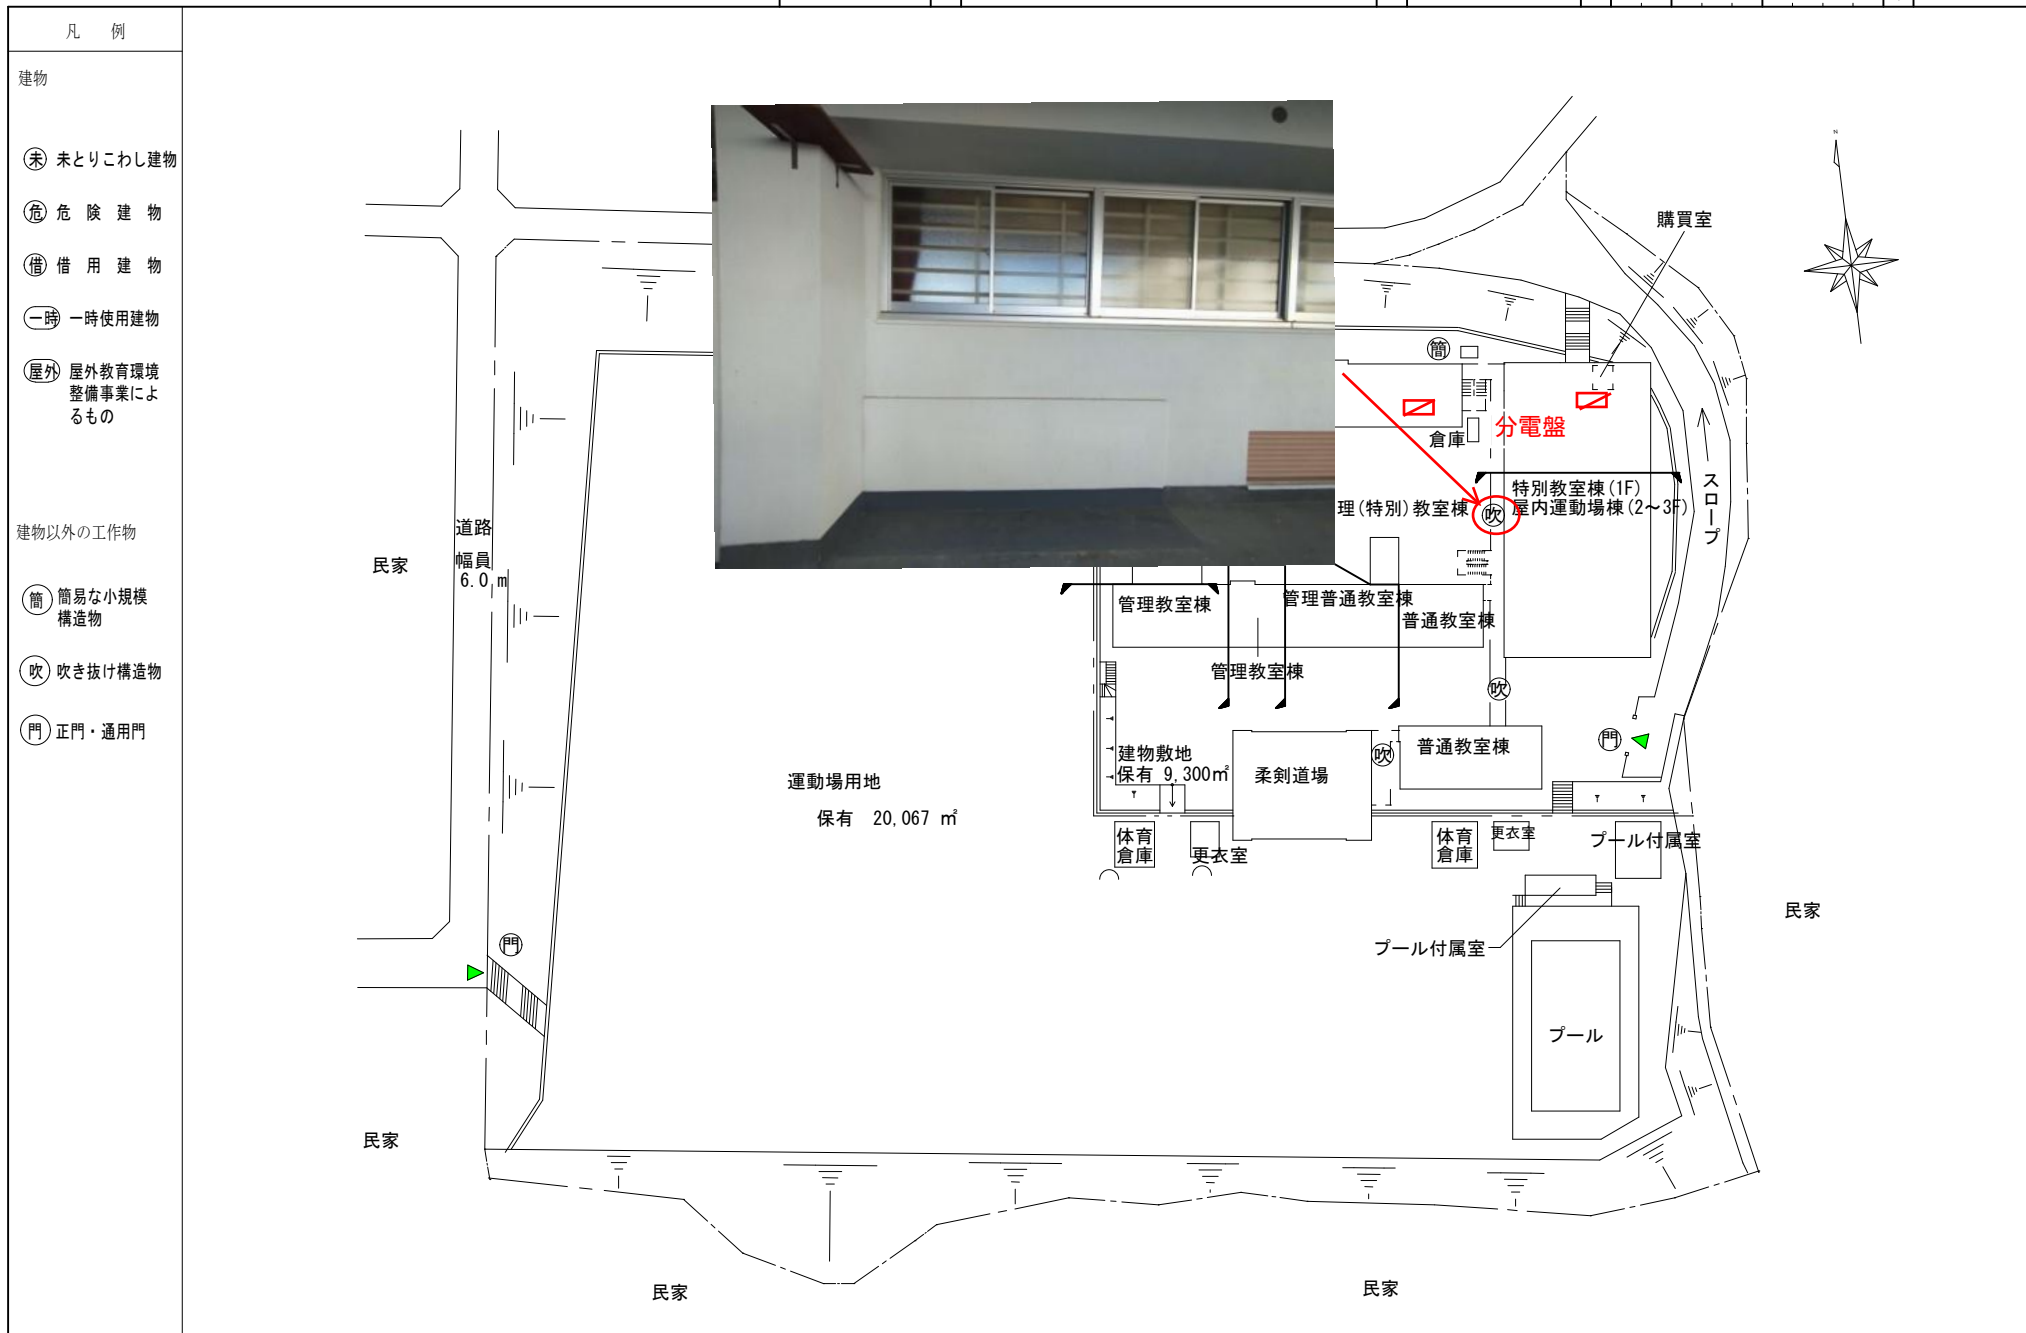 凡　例
建物
未 未とりこわし建物
危 危険建物
借 借用建物
一時 一時使用建物
屋外 屋外教育環境
整備事業によ
るもの
建物以外の工作物
簡 簡易な小規模
構造物
吹 吹き抜け構造物
門 正門・通用門
N
購買室
簡
分電盤
倉庫
特別教室棟(1F)
理(特別)教室棟
吹
屋内運動場棟(2～3F)
スロープ
道路
幅員
6.0m
民家
管理教室棟
管理普通教室棟
普通教室棟
管理教室棟
吹
門
建物敷地
保有 9,300㎡
柔剣道場
吹
普通教室棟
運動場用地
保有　20,067 ㎡
体育
倉庫
更衣室
体育
倉庫
更衣室
プール付属室
民家
門
プール付属室
プール
民家
民家
民家